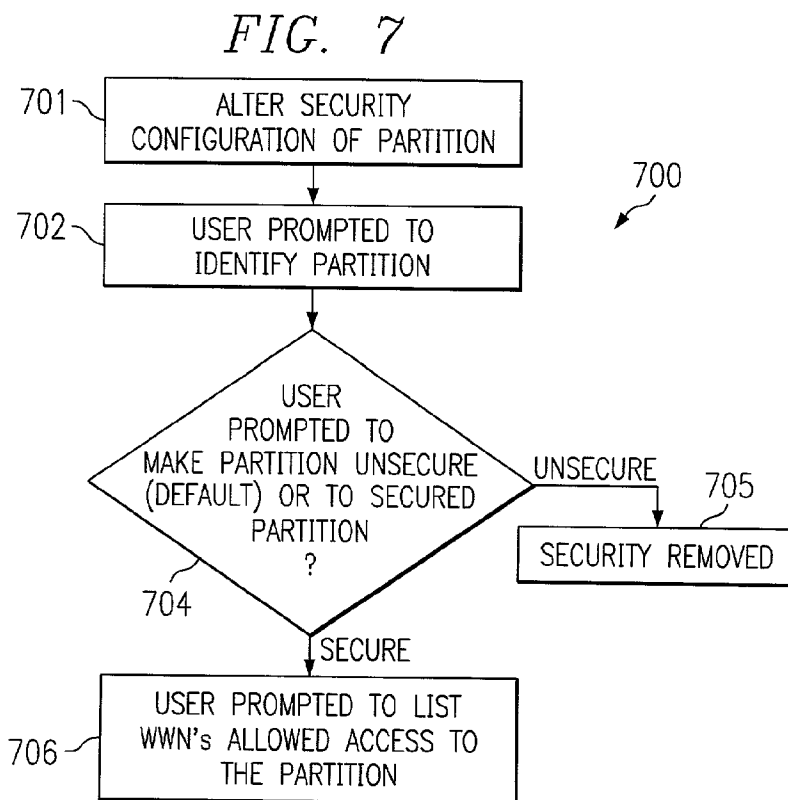 FIG. 7
701
ALTER SECURITY
CONFIGURATION OF PARTITION
700
702
USER PROMPTED TO
IDENTIFY PARTITION
USER
PROMPTED TO
MAKE PARTITION UNSECURE
(DEFAULT) OR TO SECURED
PARTITION
?
704
UNSECURE
705
SECURITY REMOVED
SECURE
706
USER PROMPTED TO LIST
WWN's ALLOWED ACCESS TO
THE PARTITION